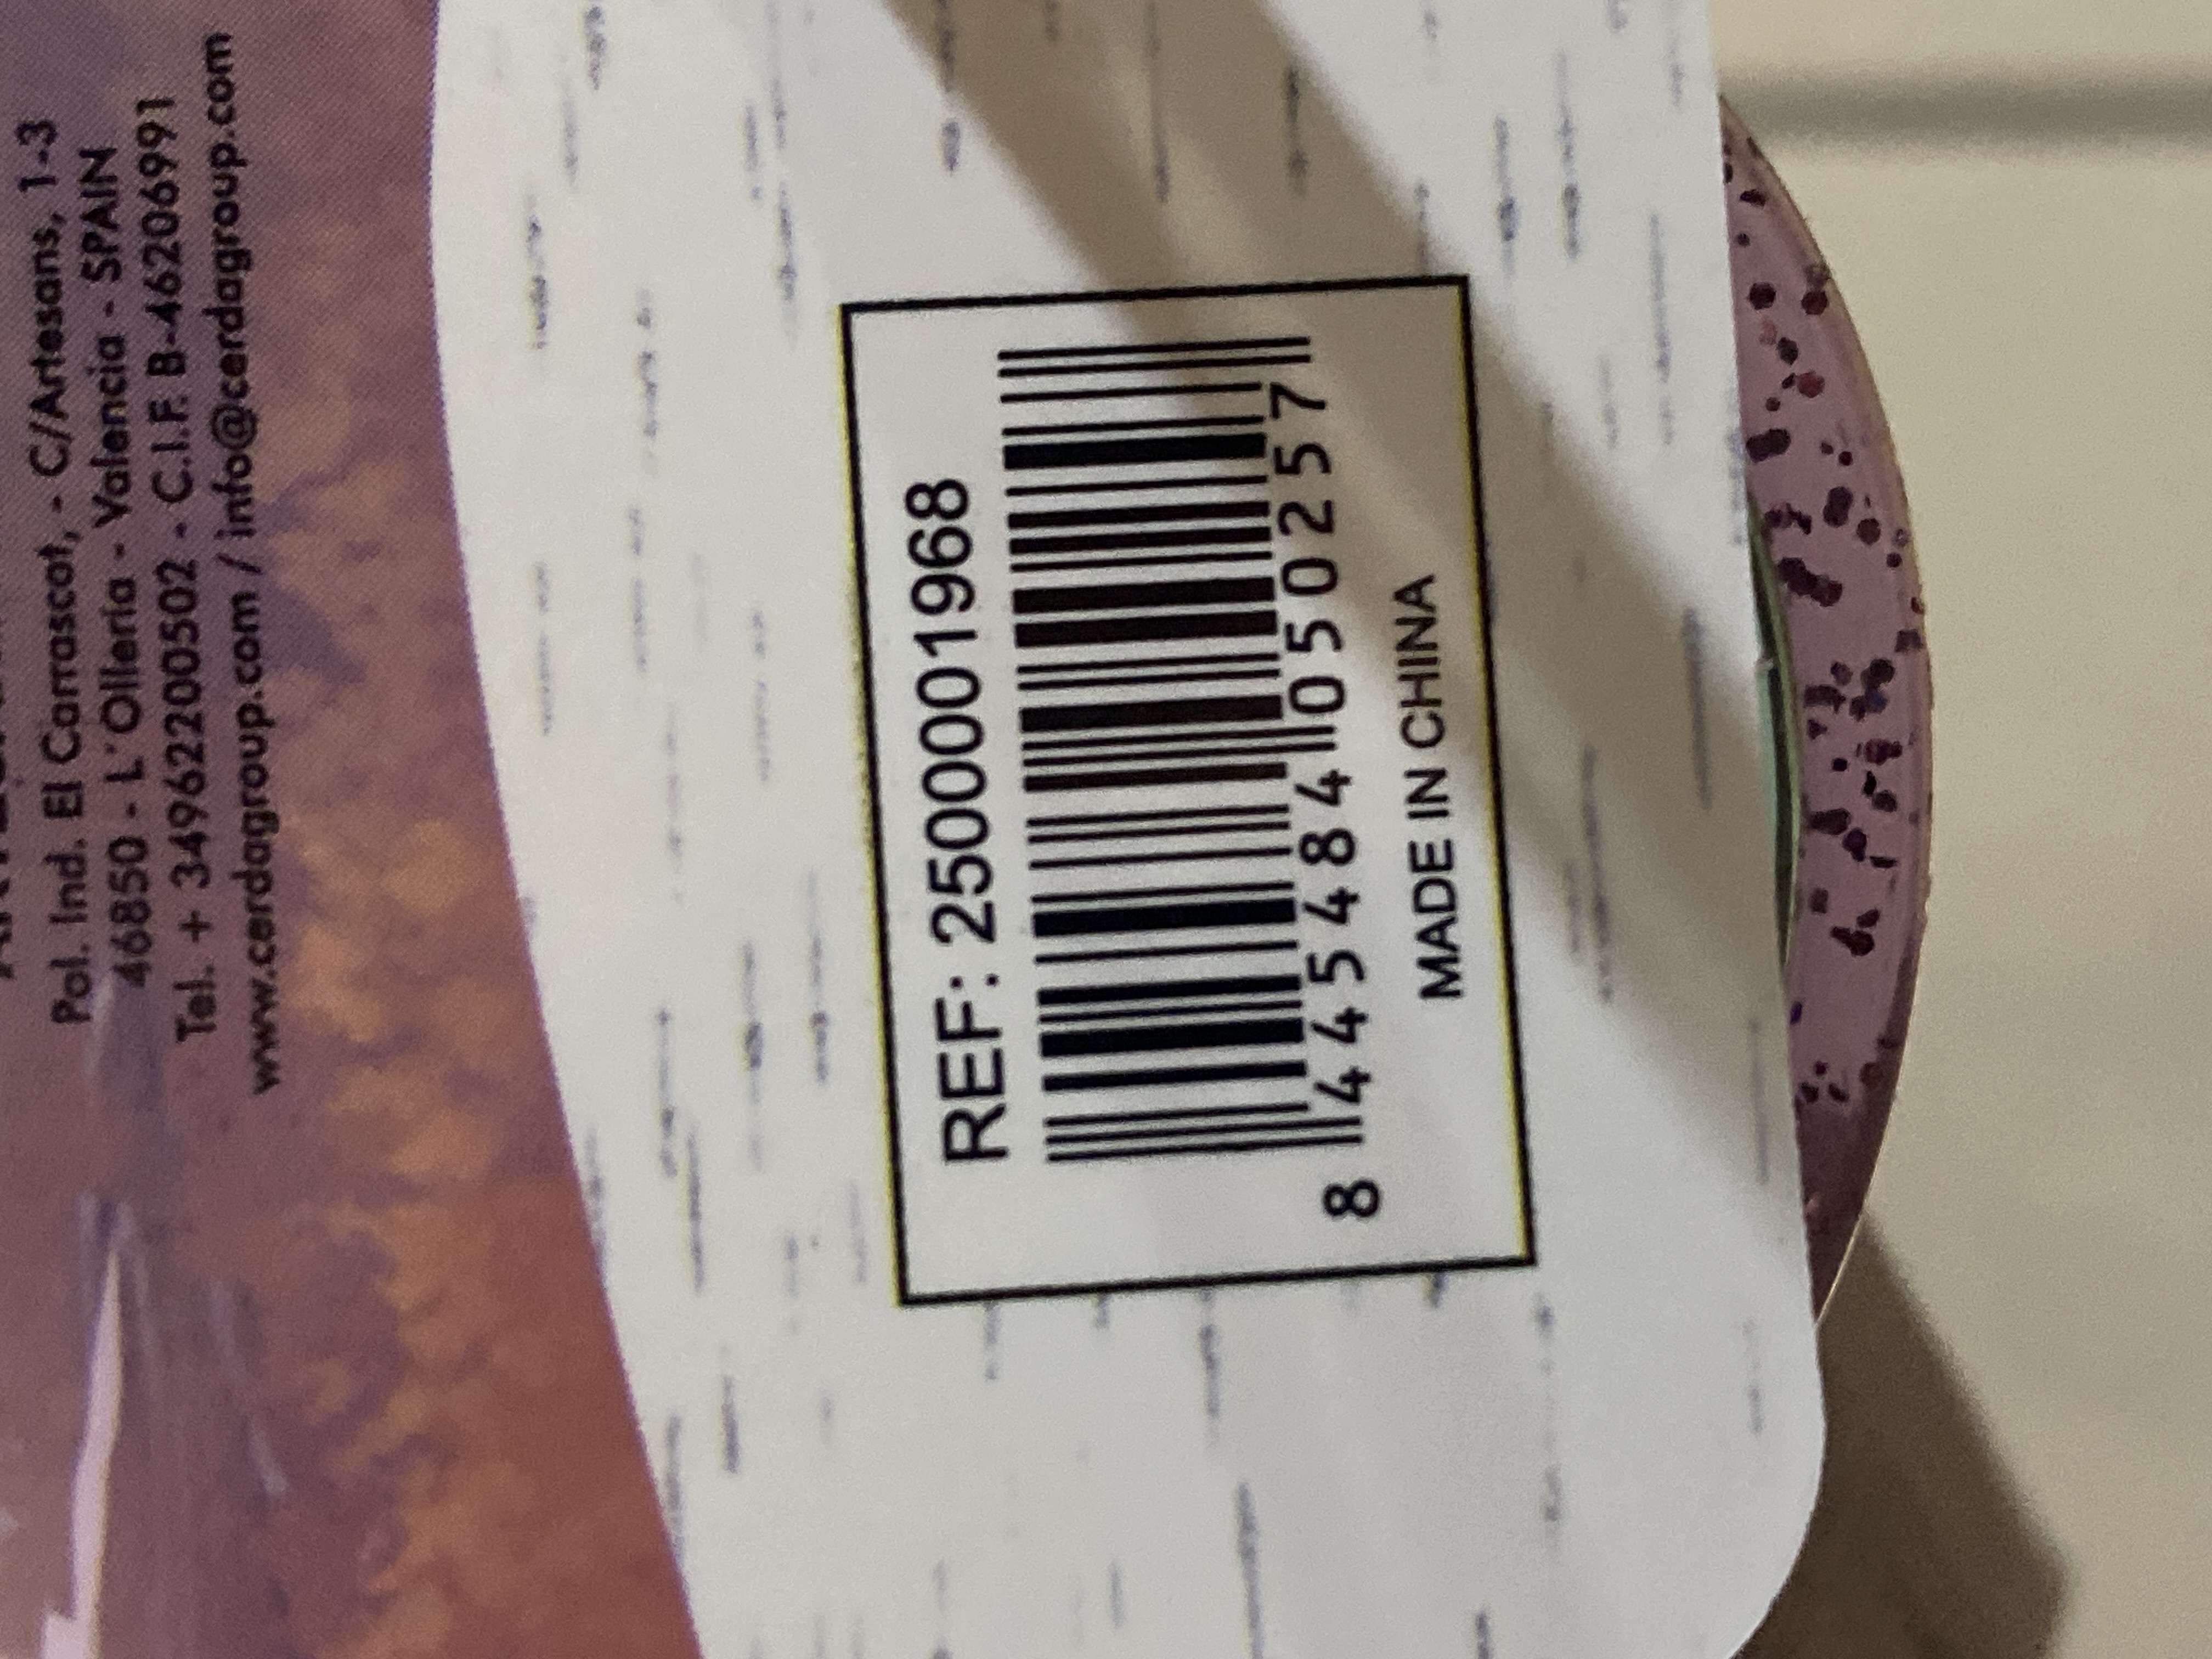 Pol. Ind. El Carrascot, - C/Artesans, 1-3
46850 - L'Olleria - Valencia - SPAIN
Tel. + 34962200502 - C.I.F. B-46206991
www.cerdagroup.com / info@cerdagroup.com
REF: 2500001968
8 445484 050257
MADE IN CHINA